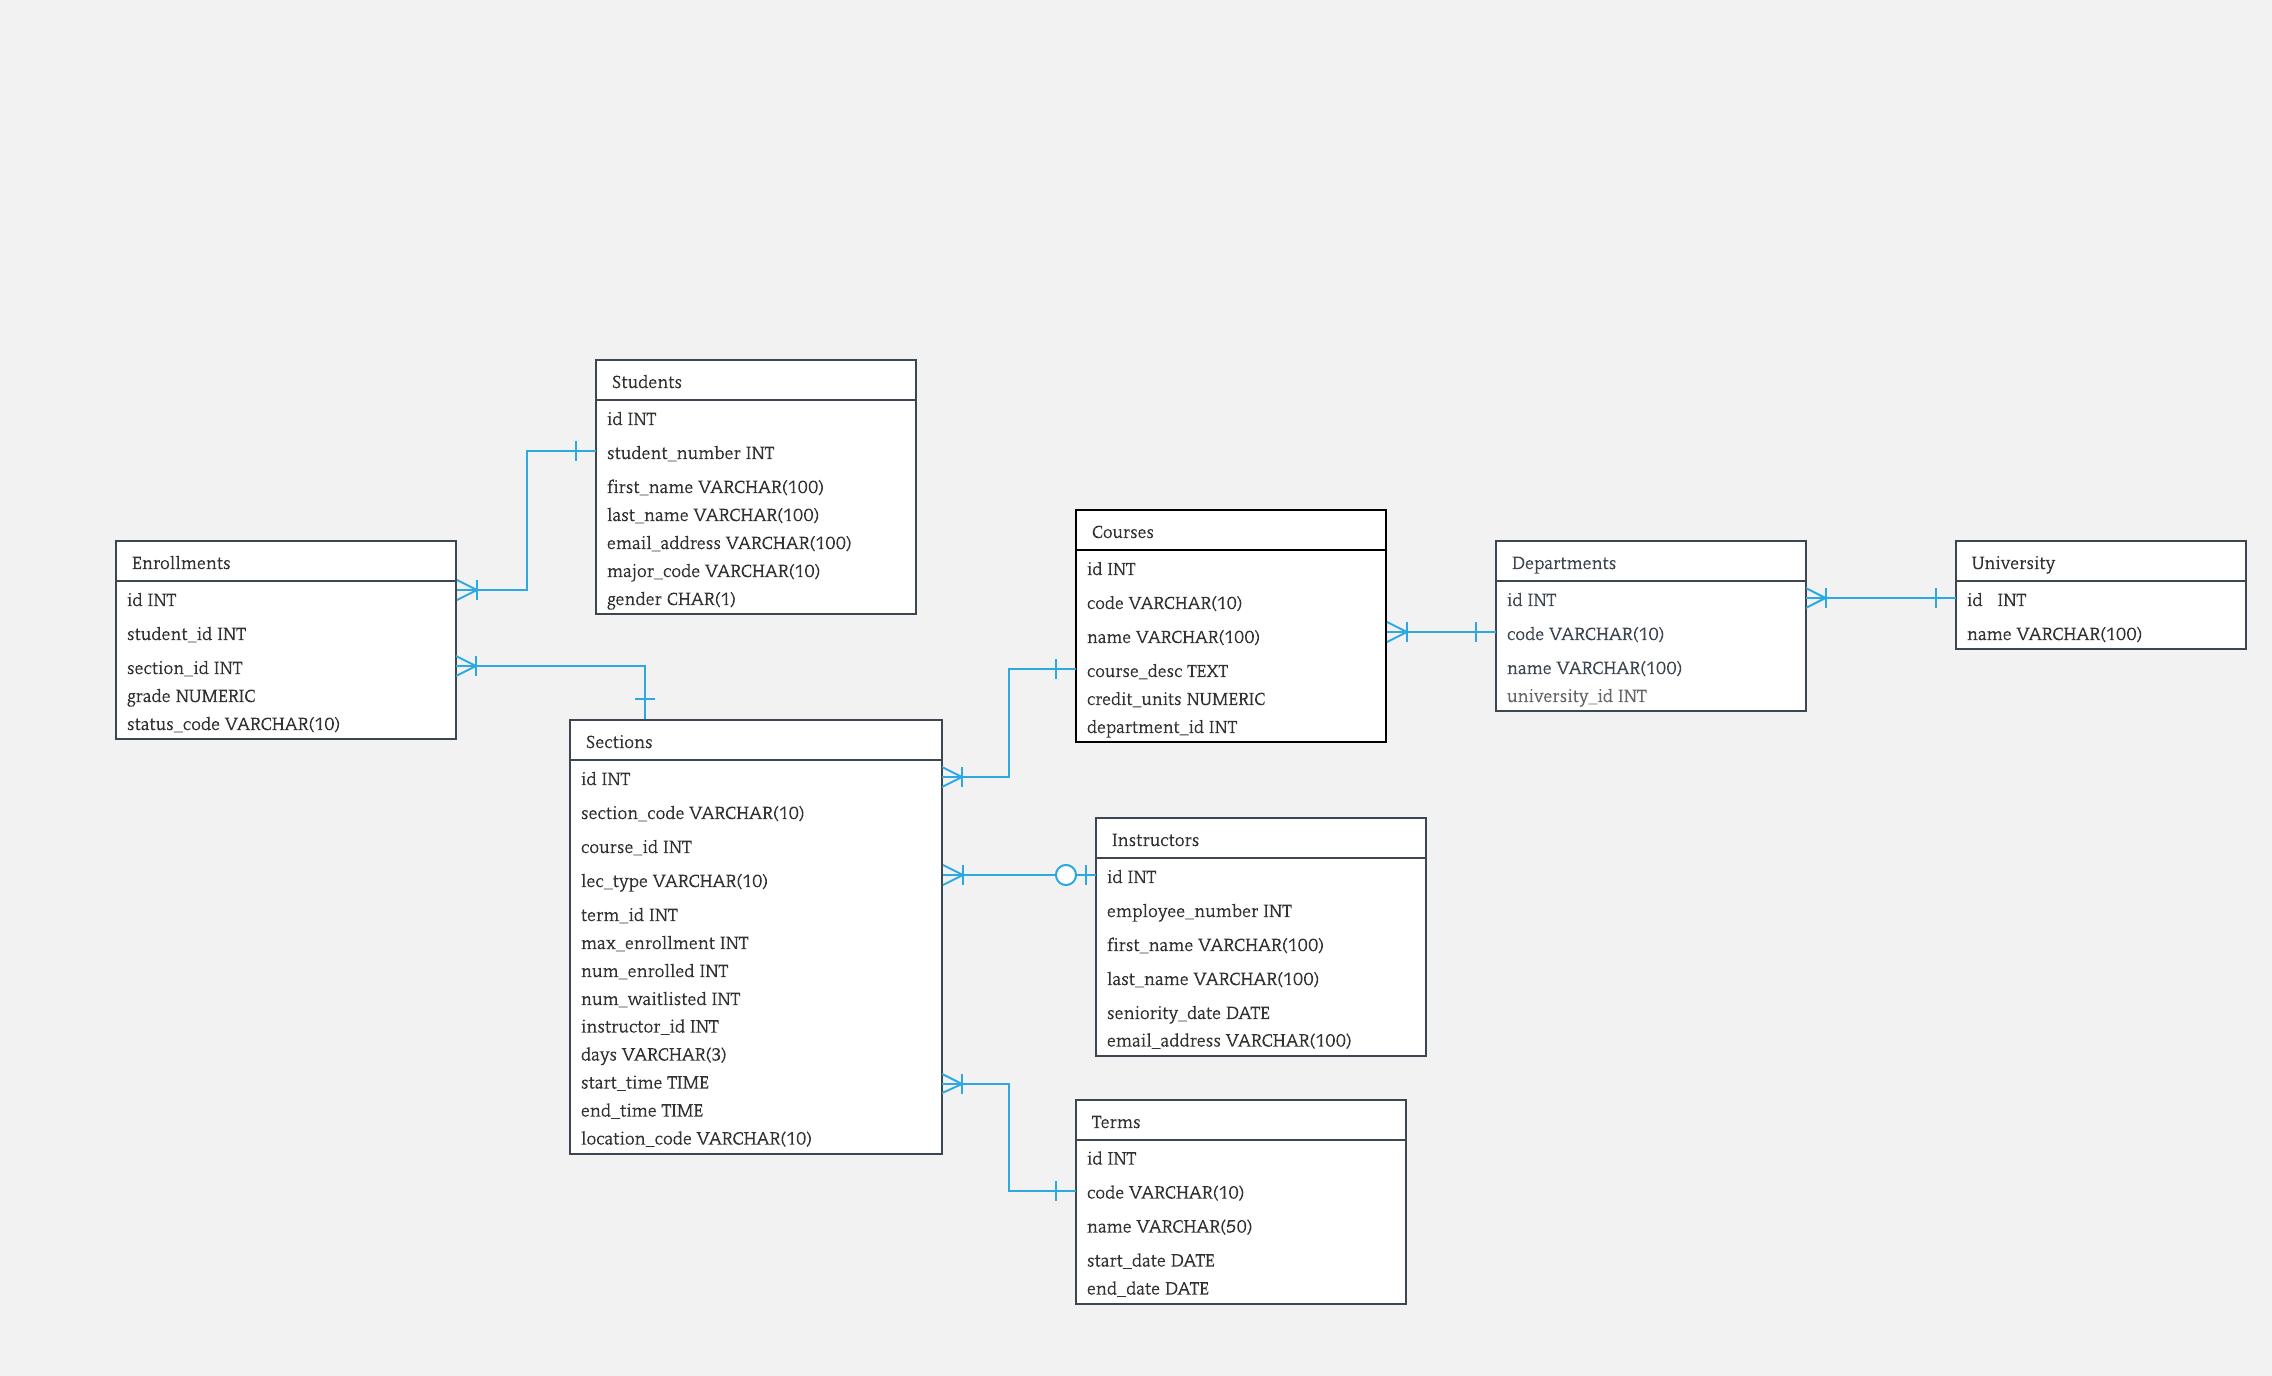 Students
id INT
student_number INT
first_name VARCHAR(100)
last_name VARCHAR(100)
email_address VARCHAR(100)
major_code VARCHAR(10)
gender CHAR(1)
Enrollments
id INT
student_id INT
section_id INT
grade NUMERIC
status_code VARCHAR(10)
Courses
id INT
code VARCHAR(10)
name VARCHAR(100)
course_desc TEXT
credit_units NUMERIC
department_id INT
Departments
id INT
code VARCHAR(10)
name VARCHAR(100)
university_id INT
University
id INT
name VARCHAR(100)
Sections
id INT
section_code VARCHAR(10)
course_id INT
lec_type VARCHAR(10)
term_id INT
max_enrollment INT
num_enrolled INT
num_waitlisted INT
instructor_id INT
days VARCHAR(3)
start_time TIME
end_time TIME
location_code VARCHAR(10)
Instructors
id INT
employee_number INT
first_name VARCHAR(100)
last_name VARCHAR(100)
seniority_date DATE
email_address VARCHAR(100)
Terms
id INT
code VARCHAR(10)
name VARCHAR(50)
start_date DATE
end_date DATE